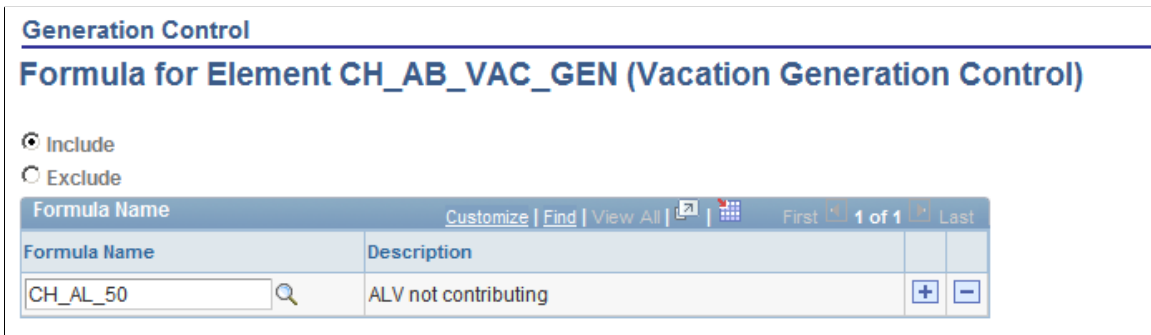 Generation Control
Formula for Element CH_AB_VAC_GEN (Vacation Generation Control)
Include
Exclude
Formula Name Customize | Find | View All | | First 1 of 1 Last
Formula Name Description
CH_AL_50 ALV not contributing